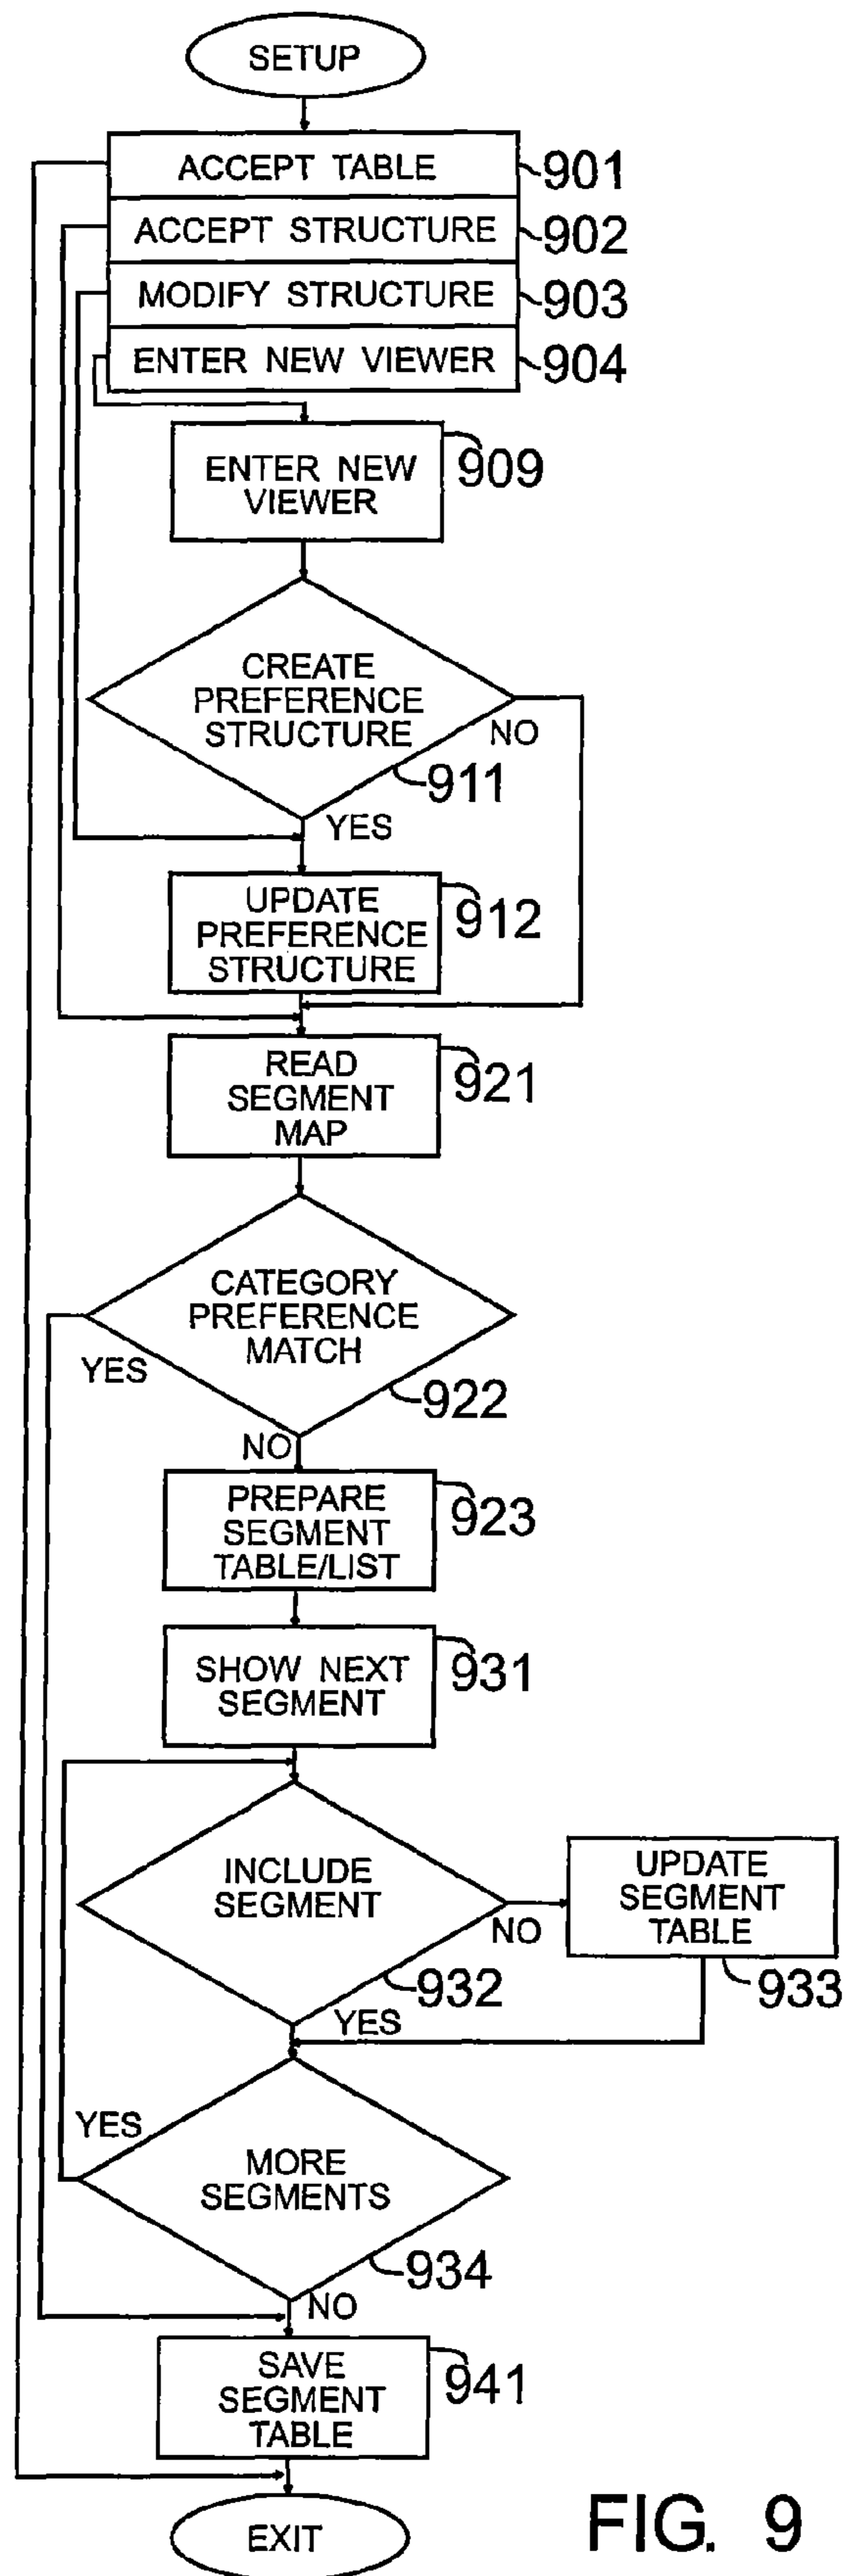 SETUP
ACCEPT TABLE
901
ACCEPT STRUCTURE
902
MODIFY STRUCTURE
903
ENTER NEW VIEWER
904
ENTER NEW
VIEWER
909
CREATE
PREFERENCE
STRUCTURE
NO
911
YES
UPDATE
PREFERENCE
STRUCTURE
912
READ
SEGMENT
MAP
921
CATEGORY
PREFERENCE
MATCH
YES
922
NO
PREPARE
SEGMENT
TABLE/LIST
923
SHOW NEXT
SEGMENT
931
INCLUDE
SEGMENT
NO
932
YES
UPDATE
SEGMENT
TABLE
933
YES
MORE
SEGMENTS
934
NO
SAVE
SEGMENT
TABLE
941
EXIT
FIG. 9